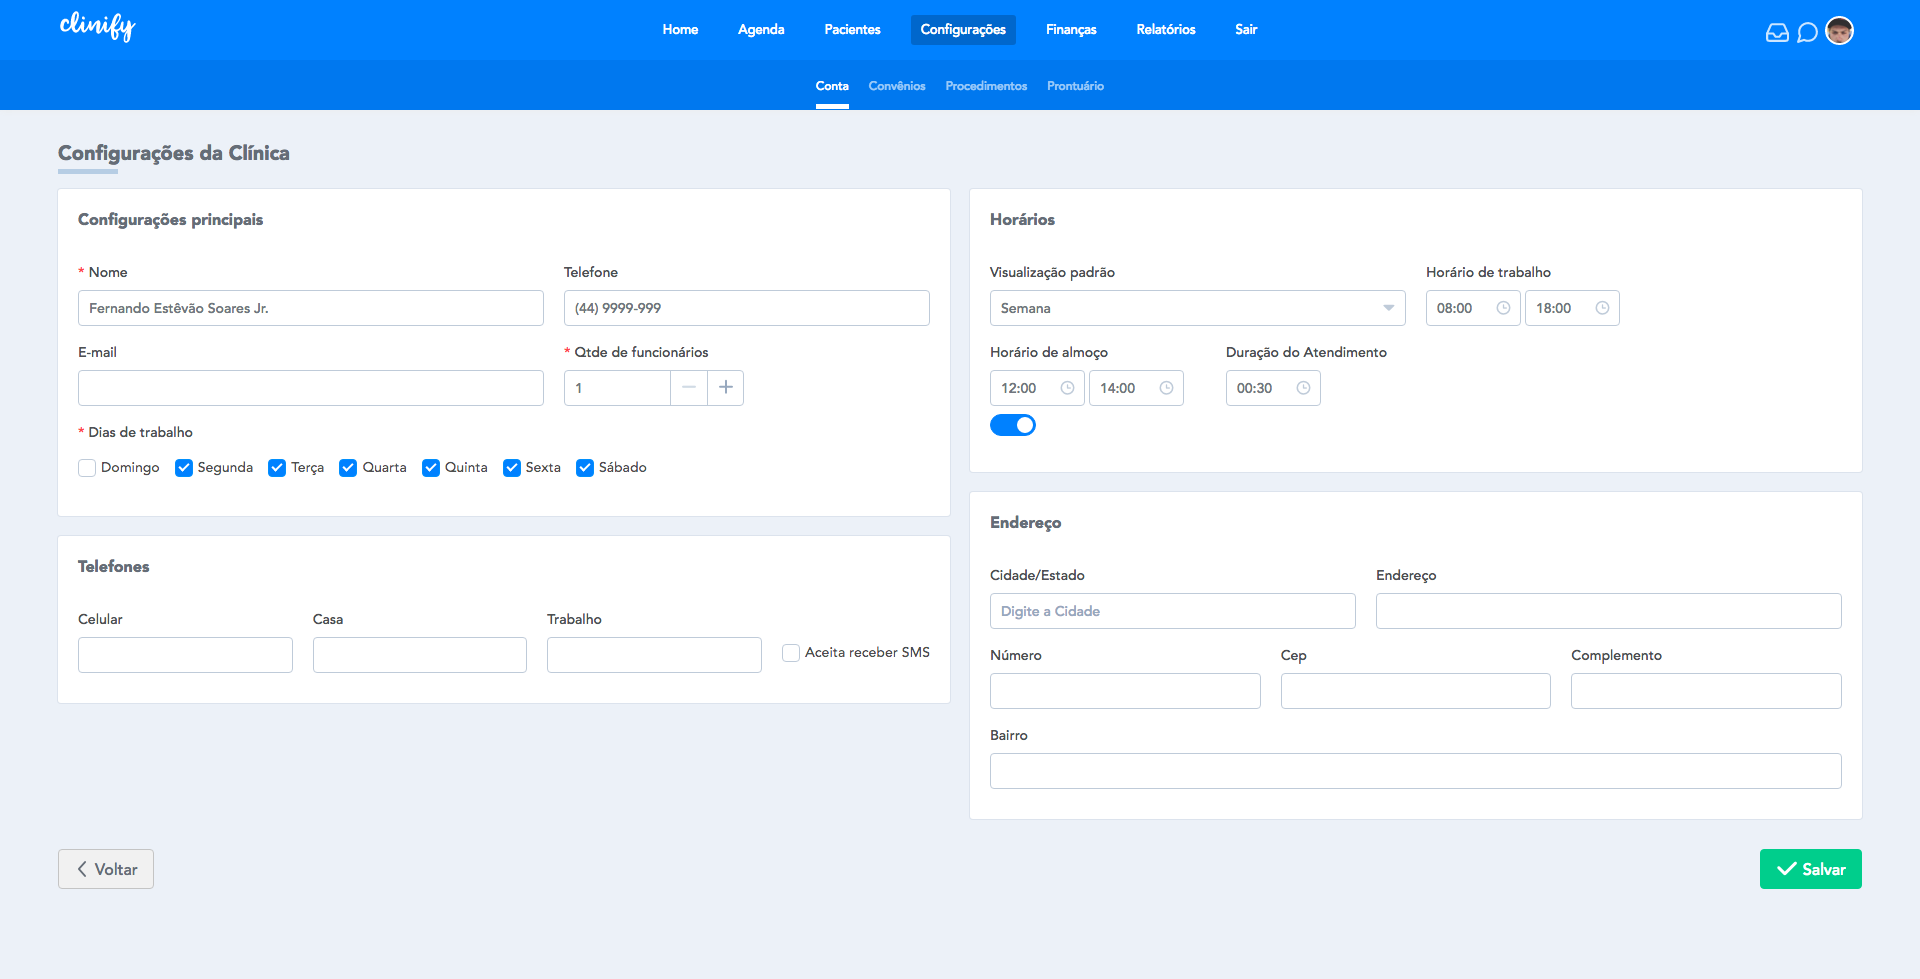 clinify
Home Agenda Pacientes Configurações Finanças Relatórios Sair
Conta Convênios Procedimentos Prontuário
Configurações da Clínica
Configurações principais
* Nome Telefone
Fernando Estêvão Soares Jr. (44) 9999-999
E-mail * Qtde de funcionários
1
* Dias de trabalho
Domingo Segunda Terça Quarta Quinta Sexta Sábado
Telefones
Celular Casa Trabalho
Aceita receber SMS
Horários
Visualização padrão Horário de trabalho
Semana 08:00 18:00
Horário de almoço Duração do Atendimento
12:00 14:00 00:30
Endereço
Cidade/Estado Endereço
Digite a Cidade
Número Cep Complemento
Bairro
Voltar Salvar